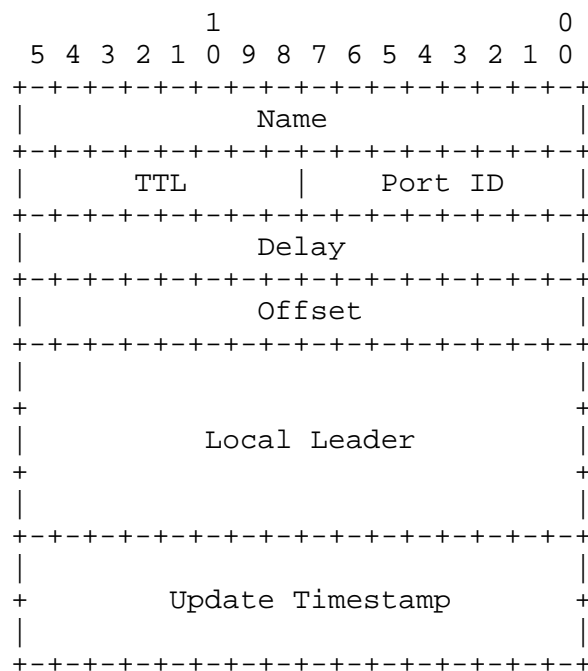 1                   0
 5 4 3 2 1 0 9 8 7 6 5 4 3 2 1 0
+-+-+-+-+-+-+-+-+-+-+-+-+-+-+-+-+
|             Name              |
+-+-+-+-+-+-+-+-+-+-+-+-+-+-+-+-+
|      TTL      |    Port ID    |
+-+-+-+-+-+-+-+-+-+-+-+-+-+-+-+-+
|             Delay             |
+-+-+-+-+-+-+-+-+-+-+-+-+-+-+-+-+
|             Offset            |
+-+-+-+-+-+-+-+-+-+-+-+-+-+-+-+-+
|                               |
+                               +
|          Local Leader         |
+                               +
|                               |
+-+-+-+-+-+-+-+-+-+-+-+-+-+-+-+-+
|                               |
+        Update Timestamp       +
|                               |
+-+-+-+-+-+-+-+-+-+-+-+-+-+-+-+-+